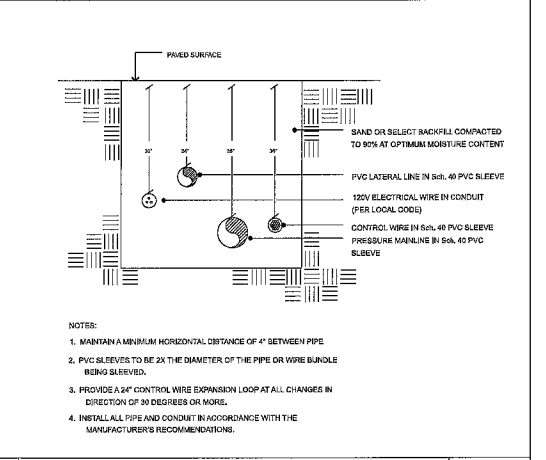 PAVED SURFACE
24"
36"
SAND OR SELECT BACKFILL COMPACTED
TO 90% AT OPTIMUM MOISTURE CONTENT
PVC LATERAL LINE IN Sch. 40 PVC SLEEVE
120V ELECTRICAL WIRE IN CONDUIT
(PER LOCAL CODE)
CONTROL WIRE IN Sch. 40 PVC SLEEVE
PRESSURE MAINLINE IN Sch. 40 PVC
SLEEVE
NOTES:
1. MAINTAIN A MINIMUM HORIZONTAL DISTANCE OF 4" BETWEEN PIPE
2. PVC SLEEVES TO BE 2X THE DIAMETER OF THE PIPE OR WIRE BUNDLE
BEING SLEEVED.
3. PROVIDE A 24" CONTROL WIRE EXPANSION LOOP AT ALL CHANGES IN
DIRECTION OF 30 DEGREES OR MORE.
4. INSTALL ALL PIPE AND CONDUIT IN ACCORDANCE WITH THE
MANUFACTURER'S RECOMMENDATIONS.